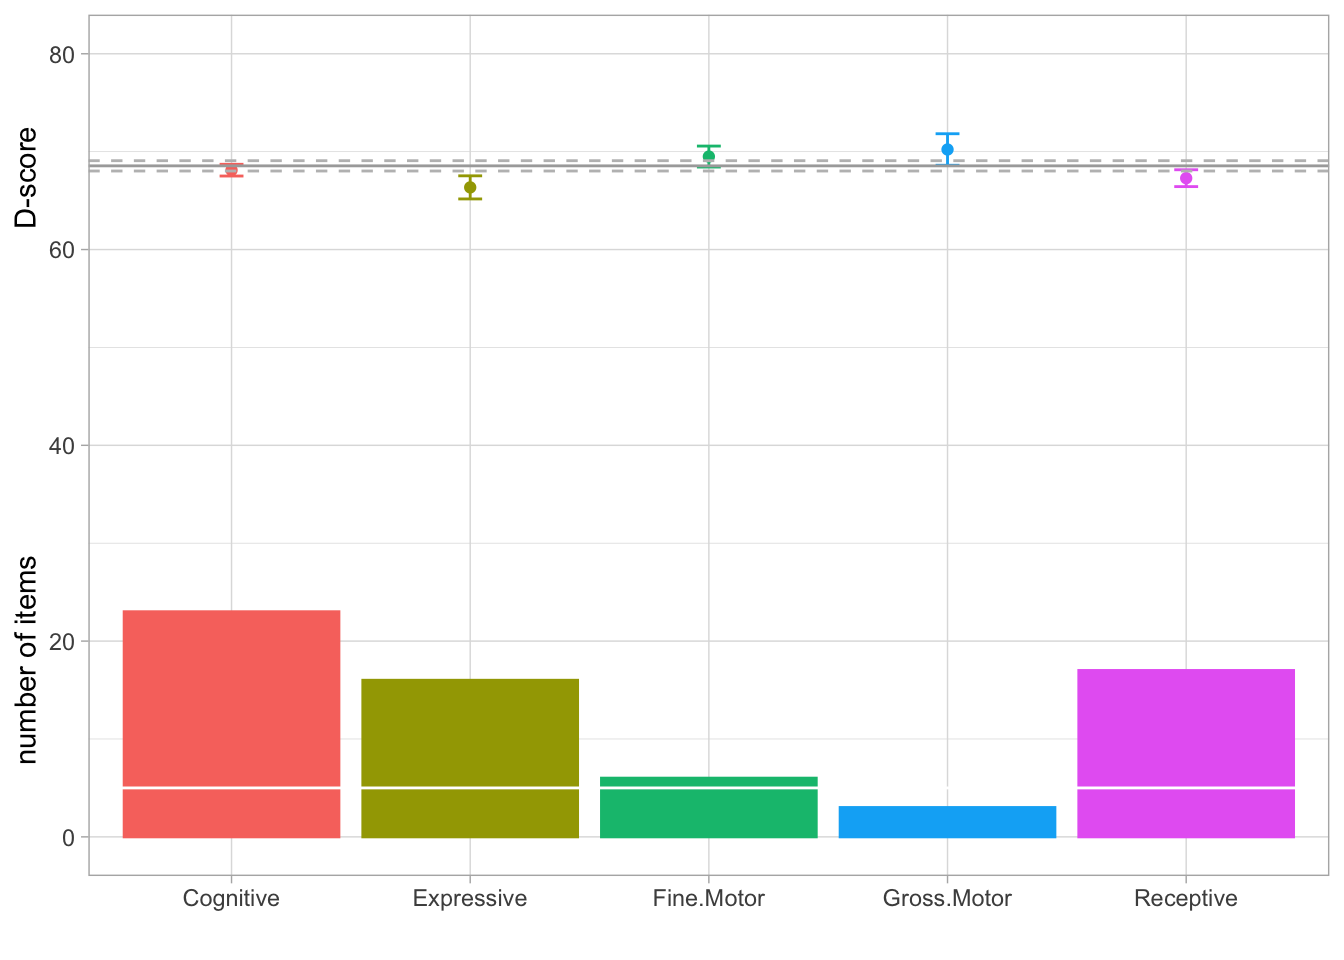 80
60
40
20
0
D-score
number of items
Cognitive
Expressive
Fine.Motor
Gross.Motor
Receptive